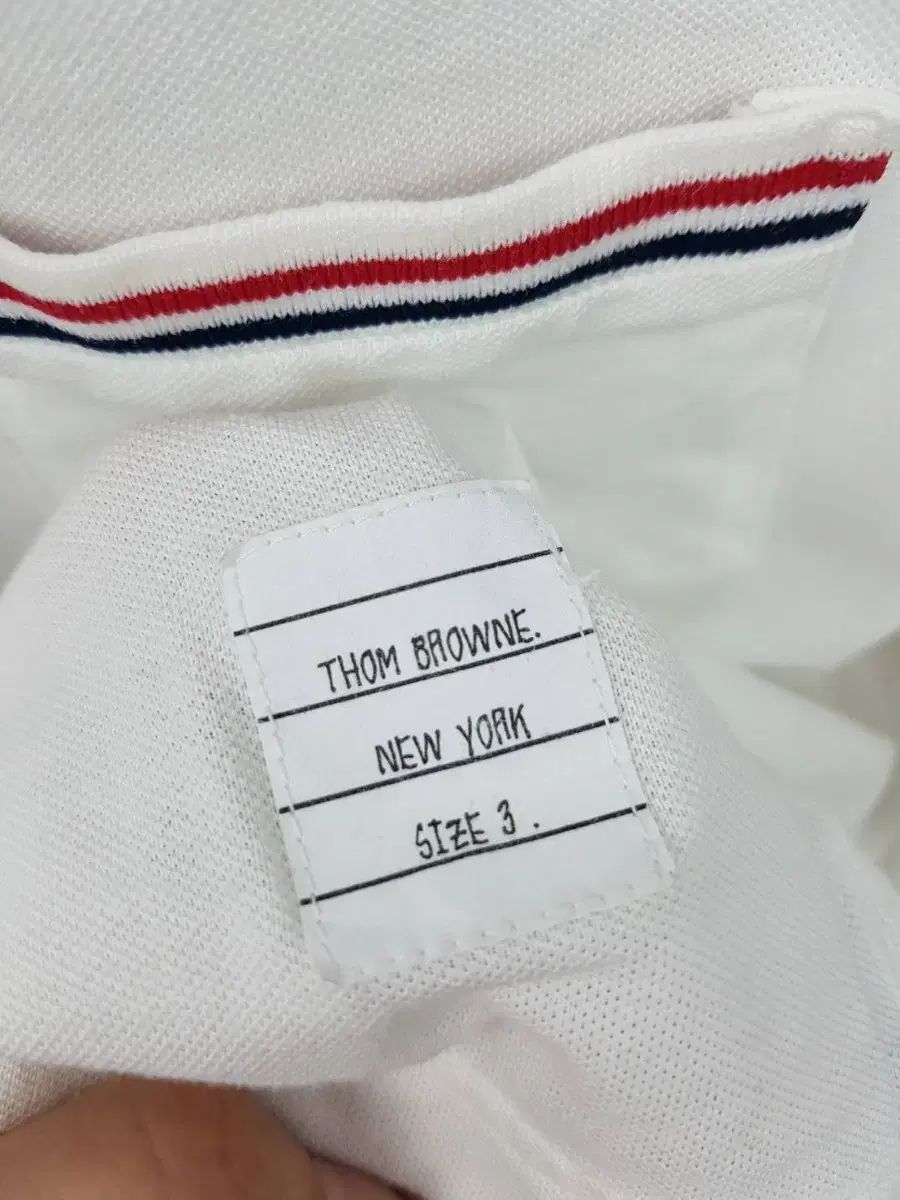 THOM BROWNE.
NEW YORK
SIZE 3 .